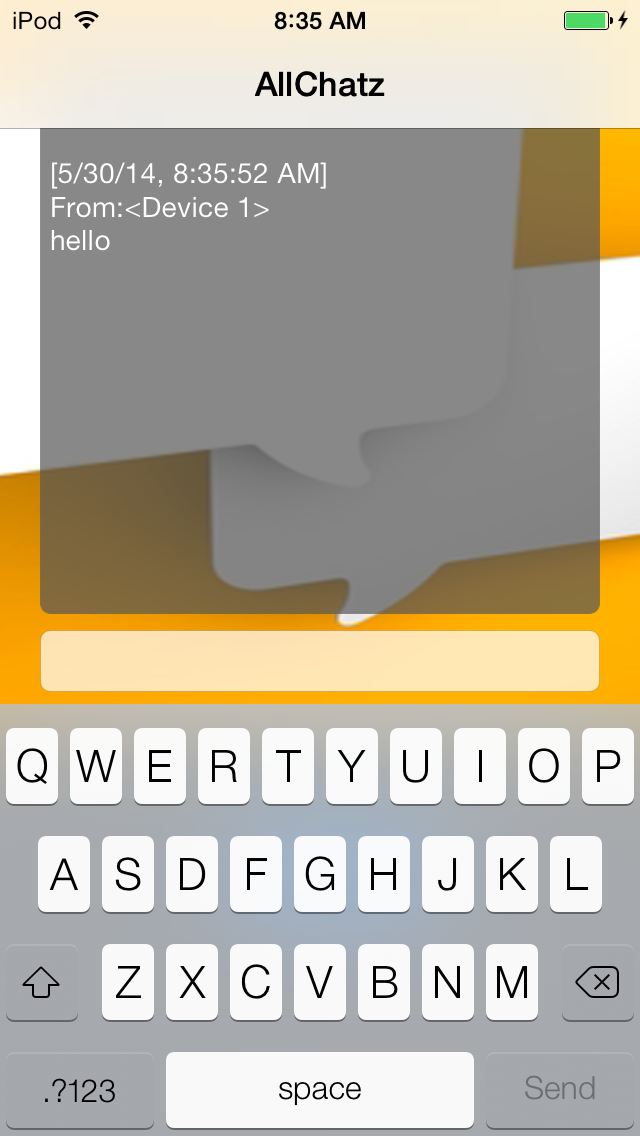 iPod 8:35 AM
AllChatz
[5/30/14, 8:35:52 AM]
From:<Device 1>
hello
Q W E R T Y U I O P
A S D F G H J K L
Z X C V B N M
.?123 space Send